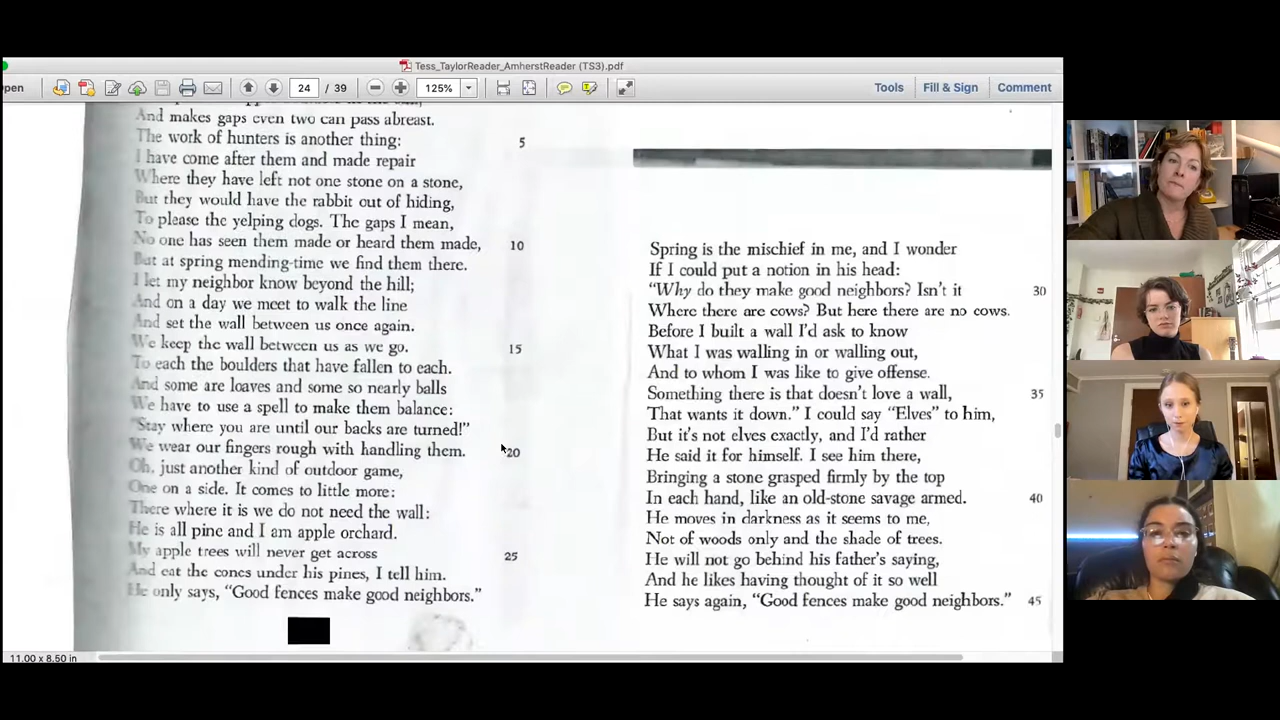 Tess_TaylorReader_AmherstReader (TS3).pdf
pen
24 / 39
125%
Tools
Fill & Sign
Comment
And makes gaps even two can pass abreast.
The work of hunters is another thing: 5
I have come after them and made repair
Where they have left not one stone on a stone,
But they would have the rabbit out of hiding,
To please the yelping dogs. The gaps I mean,
No one has seen them made or heard them made, 10
But at spring mending-time we find them there.
I let my neighbor know beyond the hill;
And on a day we meet to walk the line
And set the wall between us once again.
We keep the wall between us as we go. 15
To each the boulders that have fallen to each.
And some are loaves and some so nearly balls
We have to use a spell to make them balance:
"Stay where you are until our backs are turned!"
We wear our fingers rough with handling them. 20
Oh, just another kind of outdoor game,
One on a side. It comes to little more:
There where it is we do not need the wall:
He is all pine and I am apple orchard.
My apple trees will never get across 25
And eat the cones under his pines, I tell him.
He only says, "Good fences make good neighbors."
Spring is the mischief in me, and I wonder
If I could put a notion in his head:
"Why do they make good neighbors? Isn't it 30
Where there are cows? But here there are no cows.
Before I built a wall I'd ask to know
What I was walling in or walling out,
And to whom I was like to give offense.
Something there is that doesn't love a wall, 35
That wants it down." I could say "Elves" to him,
But it's not elves exactly, and I'd rather
He said it for himself. I see him there,
Bringing a stone grasped firmly by the top
In each hand, like an old-stone savage armed. 40
He moves in darkness as it seems to me,
Not of woods only and the shade of trees.
He will not go behind his father's saying,
And he likes having thought of it so well
He says again, "Good fences make good neighbors." 45
11.00 x 8.50 in